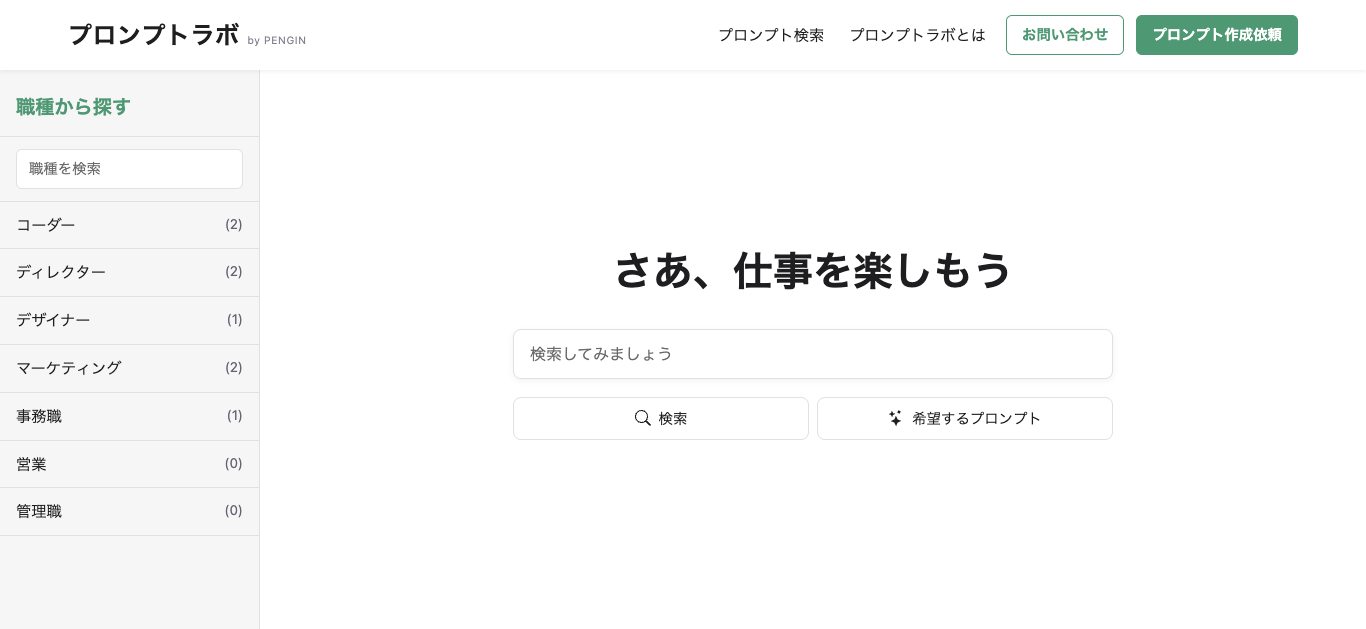 プロンプトラボ by PENGIN
プロンプト検索 プロンプトラボとは お問い合わせ プロンプト作成依頼
職種から探す
職種を検索
コーダー (2)
ディレクター (2)
デザイナー (1)
マーケティング (2)
事務職 (1)
営業 (0)
管理職 (0)
さあ、仕事を楽しもう
検索してみましょう
検索 希望するプロンプト